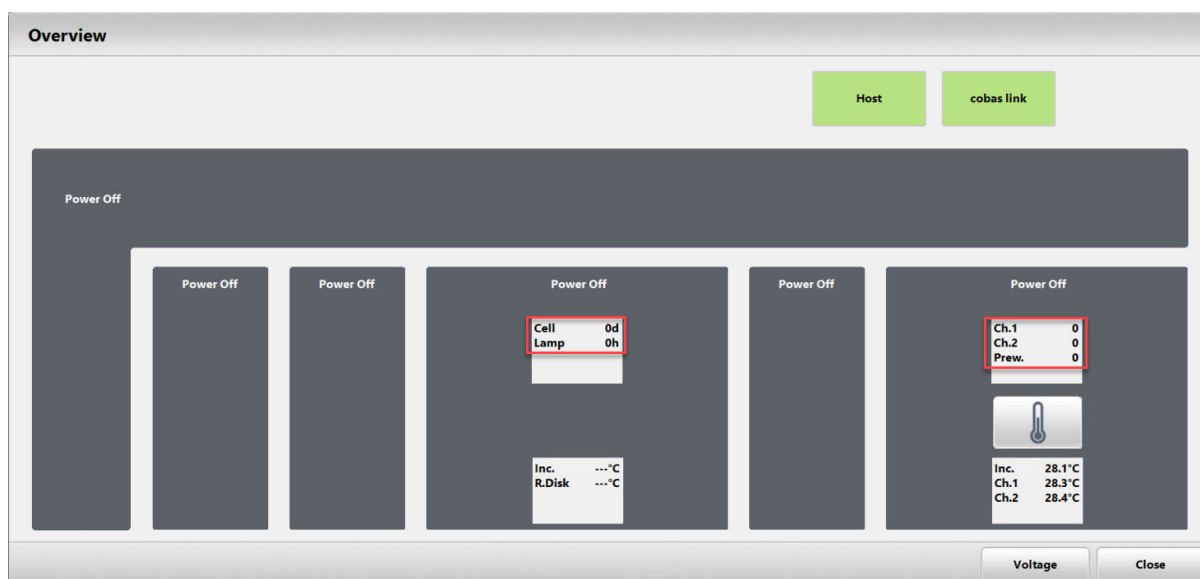 Overview
Host
cobas link
Power Off
Power Off
Power Off
Power Off
Power Off
Power Off
Cell 0d
Lamp 0h
Ch.1 0
Ch.2 0
Prew. 0
Inc. ---°C
R.Disk ---°C
Inc. 28.1°C
Ch.1 28.3°C
Ch.2 28.4°C
Voltage
Close